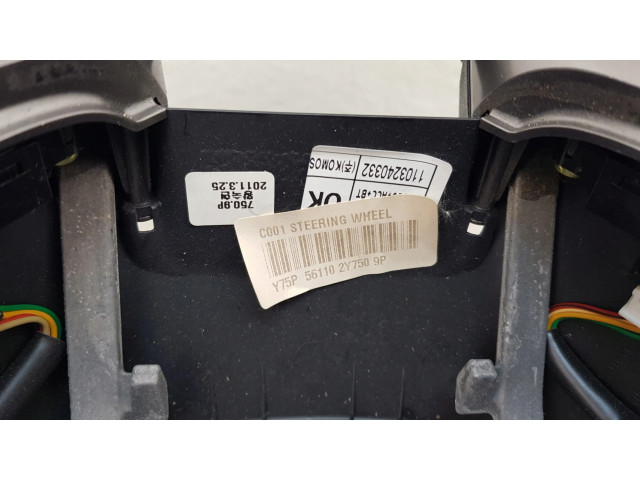 C001 STEERING WHEEL
Y75P 56110 2Y750 9P
750.9P
2011.3.25
1103240332
(주)KOMOS
OK